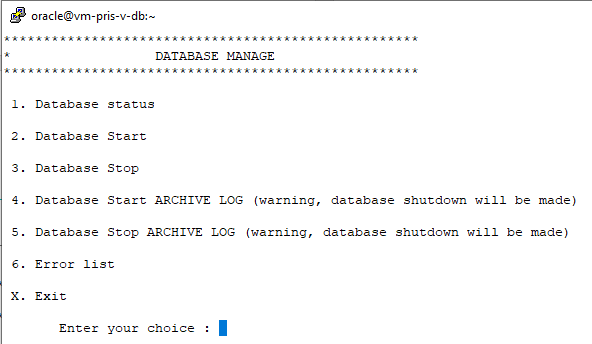 oracle@vm-pris-v-db:~
****************************************************
* DATABASE MANAGE
****************************************************
1. Database status
2. Database Start
3. Database Stop
4. Database Start ARCHIVE LOG (warning, database shutdown will be made)
5. Database Stop ARCHIVE LOG (warning, database shutdown will be made)
6. Error list
X. Exit
Enter your choice :